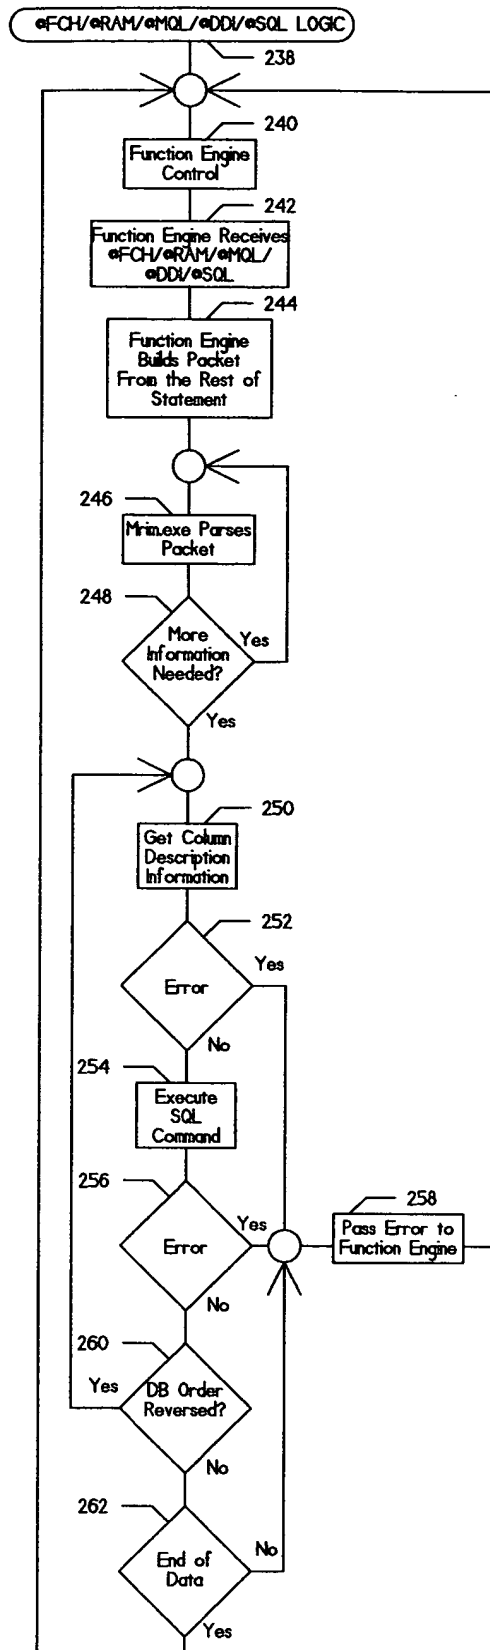 @FCH/@RAM/@MQL/@DDI/@SQL LOGIC
238
240
Function Engine
Control
242
Function Engine Receives
@FCH/@RAM/@MQL/
@DDI/@SQL
244
Function Engine
Builds Packet
From the Rest of
Statement
246
Mrim.exe Parses
Packet
248
More
Information
Needed?
Yes
Yes
250
Get Column
Description
Information
252
Error
Yes
No
254
Execute
SQL
Command
256
Error
Yes
No
258
Pass Error to
Function Engine
260
DB Order
Reversed?
Yes
No
262
End of
Data
No
Yes